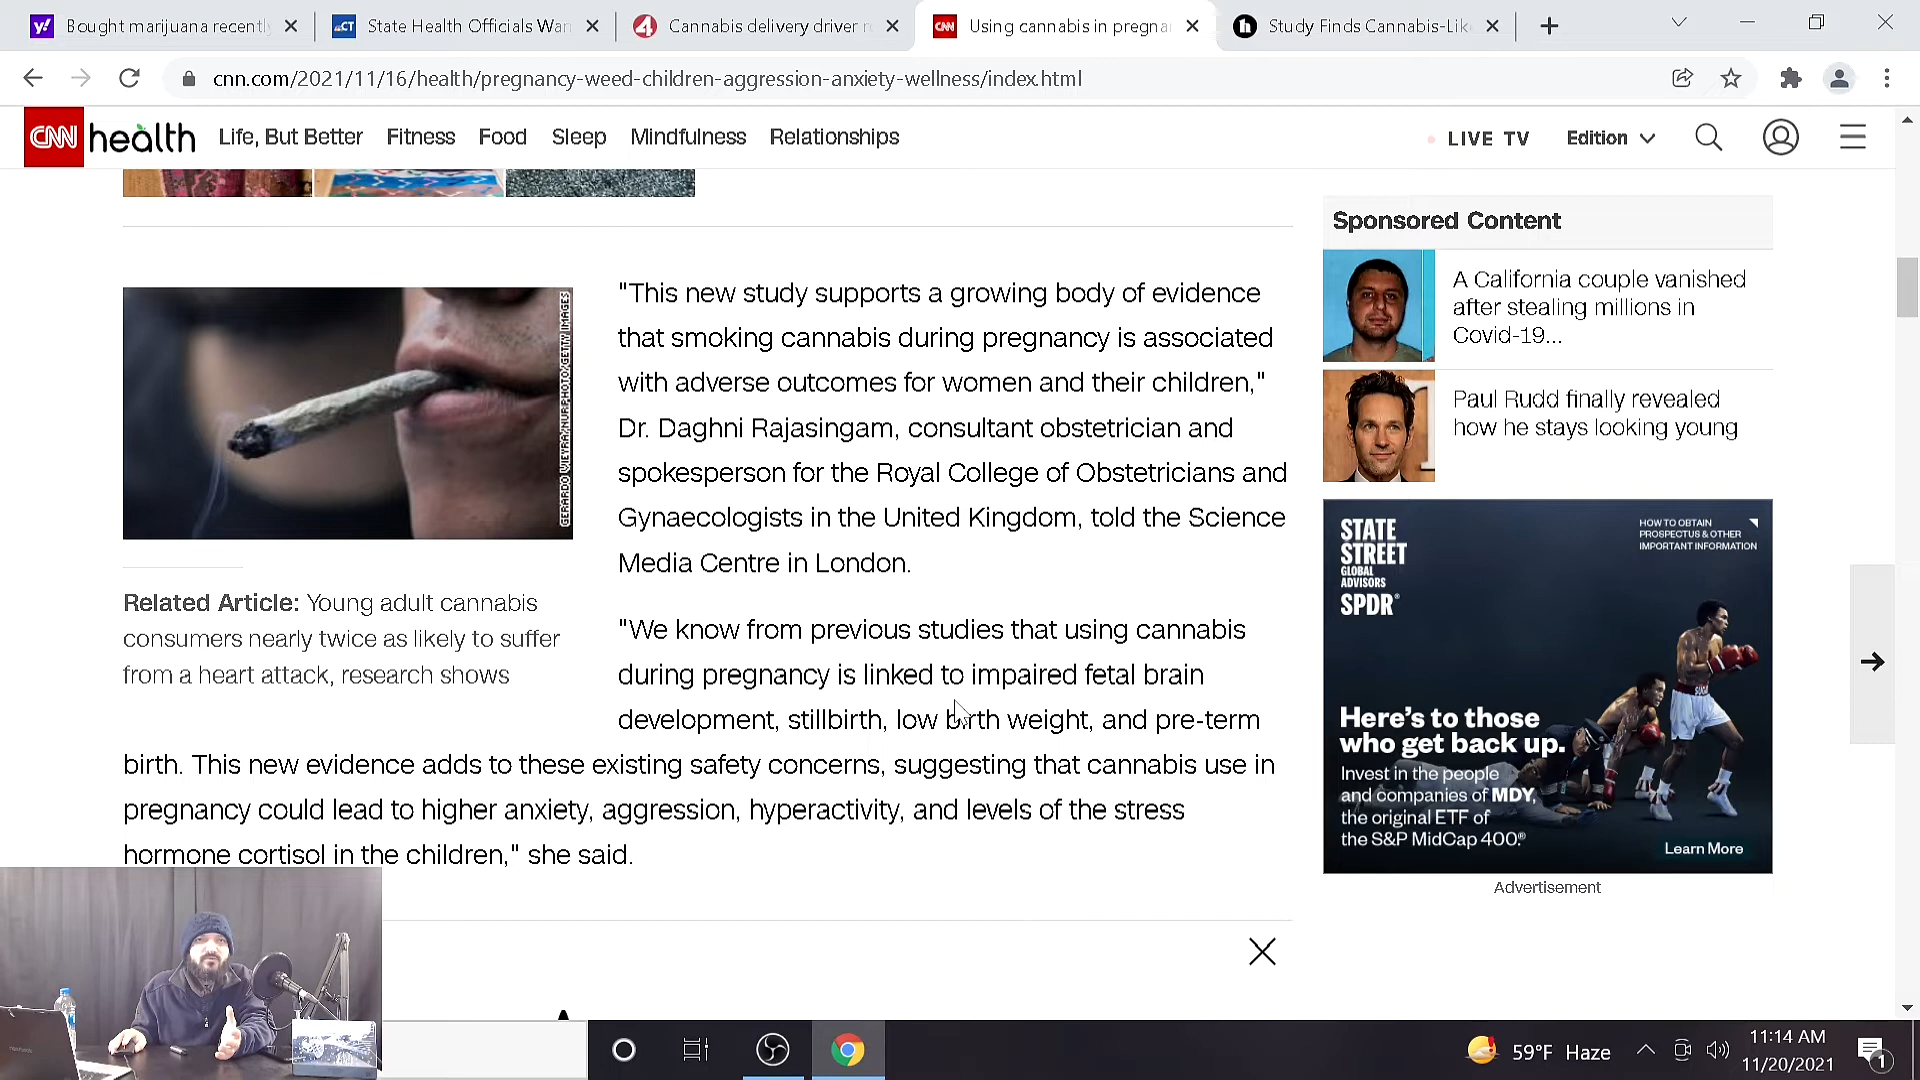 Bought marijuana recent
State Health Officials War
Cannabis delivery driver r
Using cannabis in pregna
Study Finds Cannabis-Lik
cnn.com/2021/11/16/health/pregnancy-weed-children-aggression-anxiety-wellness/index.html
CNN health Life, But Better Fitness Food Sleep Mindfulness Relationships
LIVE TV Edition
"This new study supports a growing body of evidence
that smoking cannabis during pregnancy is associated
with adverse outcomes for women and their children,"
Dr. Daghni Rajasingam, consultant obstetrician and
spokesperson for the Royal College of Obstetricians and
Gynaecologists in the United Kingdom, told the Science
Media Centre in London.
GERARDO VIEYRA/NUR PHOTO/GETTY IMAGES
Related Article: Young adult cannabis
consumers nearly twice as likely to suffer
from a heart attack, research shows
"We know from previous studies that using cannabis
during pregnancy is linked to impaired fetal brain
development, stillbirth, low birth weight, and pre-term
birth. This new evidence adds to these existing safety concerns, suggesting that cannabis use in
pregnancy could lead to higher anxiety, aggression, hyperactivity, and levels of the stress
hormone cortisol in the children," she said.
Sponsored Content
A California couple vanished
after stealing millions in
Covid-19...
Paul Rudd finally revealed
how he stays looking young
STATE
STREET
GLOBAL
ADVISORS
SPDR®
HOW TO OBTAIN
PROSPECTUS & OTHER
IMPORTANT INFORMATION
Here's to those
who get back up.
Invest in the people
and companies of MDY,
the original ETF of
the S&P MidCap 400.®
Learn More
Advertisement
59°F Haze
11:14 AM
11/20/2021
1